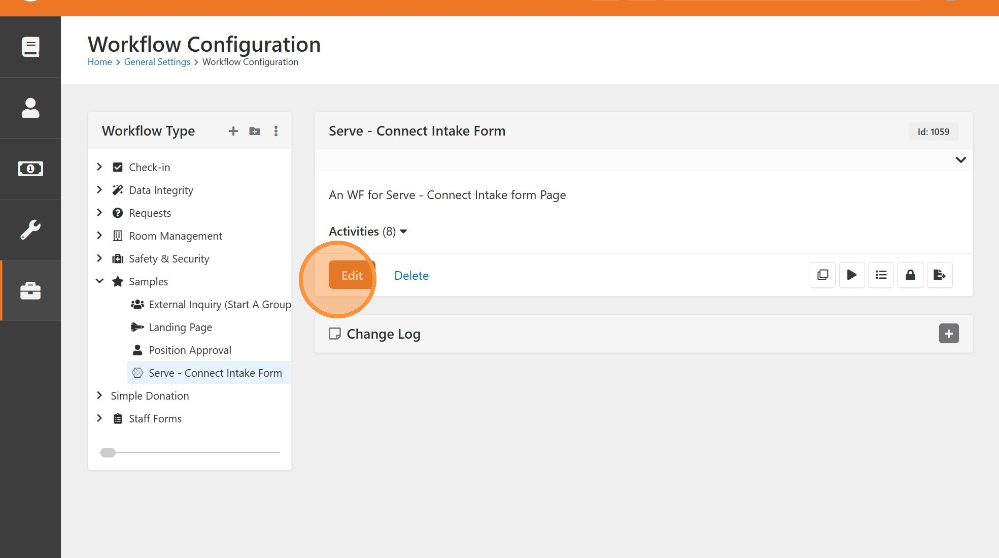 Workflow Configuration
Home > General Settings > Workflow Configuration
Workflow Type
Check-in
Data Integrity
Requests
Room Management
Safety & Security
Samples
External Inquiry (Start A Group
Landing Page
Position Approval
Serve - Connect Intake Form
Simple Donation
Staff Forms
Serve - Connect Intake Form
Id: 1059
An WF for Serve - Connect Intake form Page
Activities (8)
Edit
Delete
Change Log